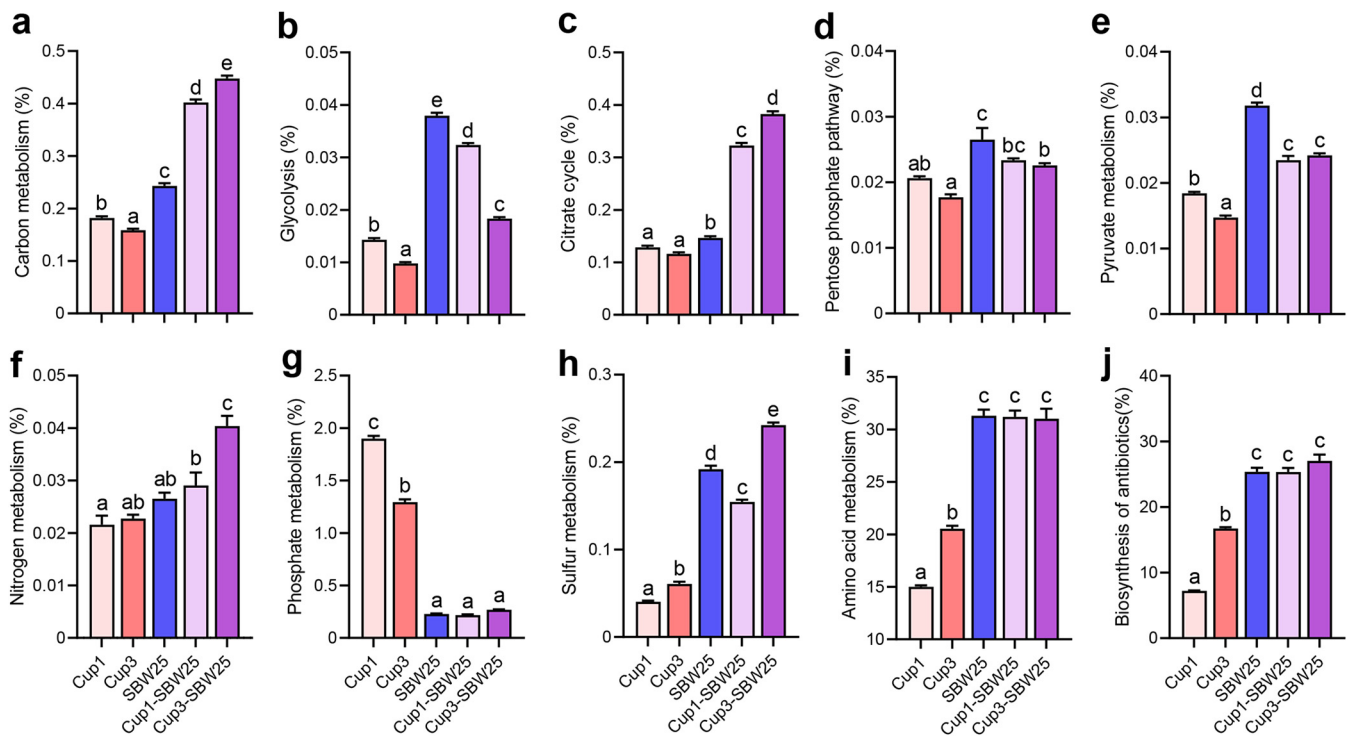 a
Carbon metabolism (%)
0.5
0.4
0.3
0.2
0.1
0
b
a
c
d
e
b
Glycolysis (%)
0.05
0.04
0.03
0.02
0.01
0
b
a
e
d
c
c
Citrate cycle (%)
0.5
0.4
0.3
0.2
0.1
0
a
a
b
c
d
d
Pentose phosphate pathway (%)
0.04
0.03
0.02
0.01
0.00
ab
a
c
bc
b
e
Pyruvate metabolism (%)
0.04
0.03
0.02
0.01
0.00
b
a
d
c
c
f
Nitrogen metabolism (%)
0.05
0.04
0.03
0.02
0.01
0
a
ab
ab
b
c
Cup1
Cup3
SBW25
Cup1-SBW25
Cup3-SBW25
g
Phosphate metabolism (%)
2.5
2.0
1.5
1.0
0.5
0
c
b
a
a
a
Cup1
Cup3
SBW25
Cup1-SBW25
Cup3-SBW25
h
Sulfur metabolism (%)
0.3
0.2
0.1
0
a
b
d
c
e
Cup1
Cup3
SBW25
Cup1-SBW25
Cup3-SBW25
i
Amino acid metabolism (%)
35
30
25
20
15
10
a
b
c
c
c
Cup1
Cup3
SBW25
Cup1-SBW25
Cup3-SBW25
j
Biosynthesis of antibiotics(%)
40
30
20
10
0
a
b
c
c
c
Cup1
Cup3
SBW25
Cup1-SBW25
Cup3-SBW25